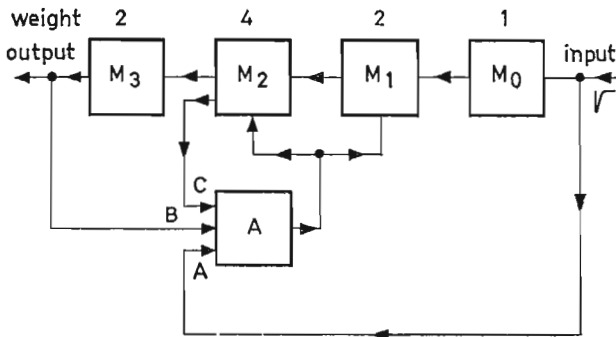 weight 2 4 2 1
output M₃ M₂ M₁ M₀ input
C
B A
A